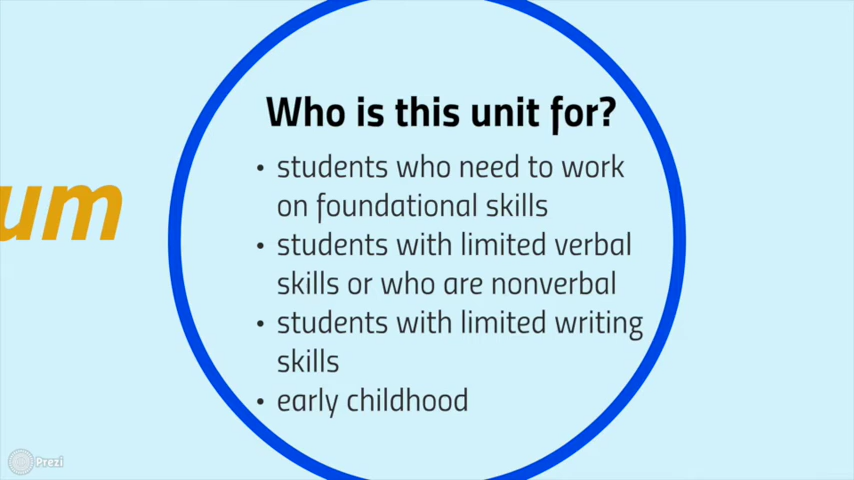 Who is this unit for?
• students who need to work
on foundational skills
um
• students with limited verbal
skills or who are nonverbal
• students with limited writing
skills
• early childhood
Prezi